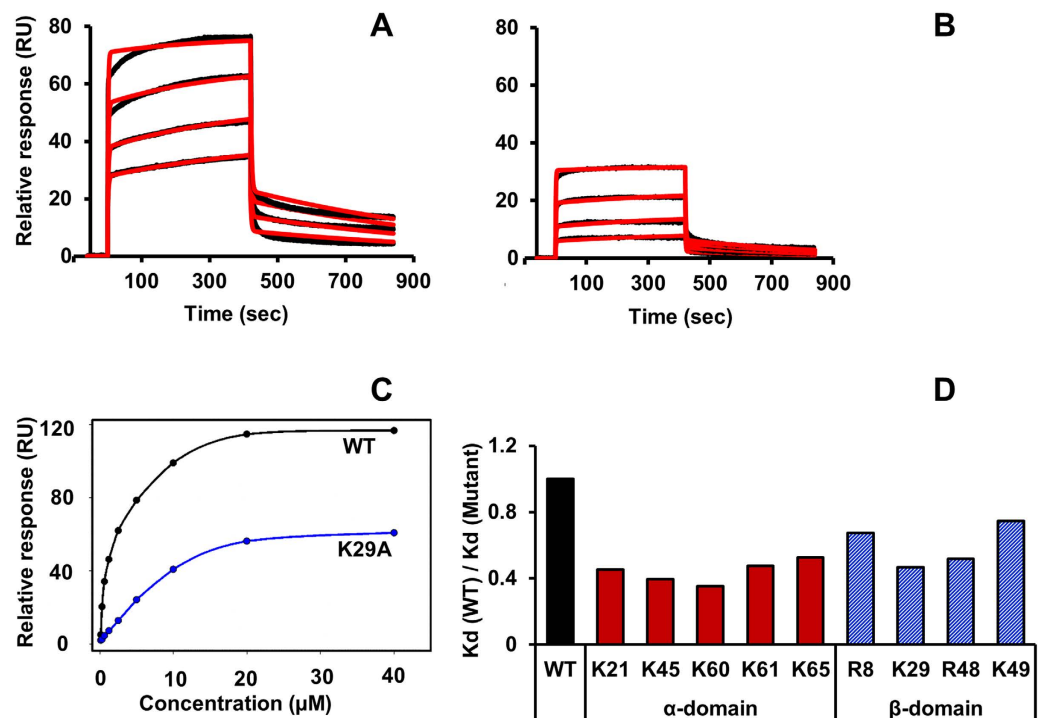 A
Relative response (RU)
80
60
40
20
0
100 300 500 700 900
Time (sec)
B
80
60
40
20
0
100 300 500 700 900
Time (sec)
C
Relative response (RU)
120
80
40
0
WT
K29A
0 10 20 30 40
Concentration (µM)
D
Kd (WT) / Kd (Mutant)
1.2
0.8
0.4
0
WT K21 K45 K60 K61 K65 R8 K29 R48 K49
α-domain β-domain